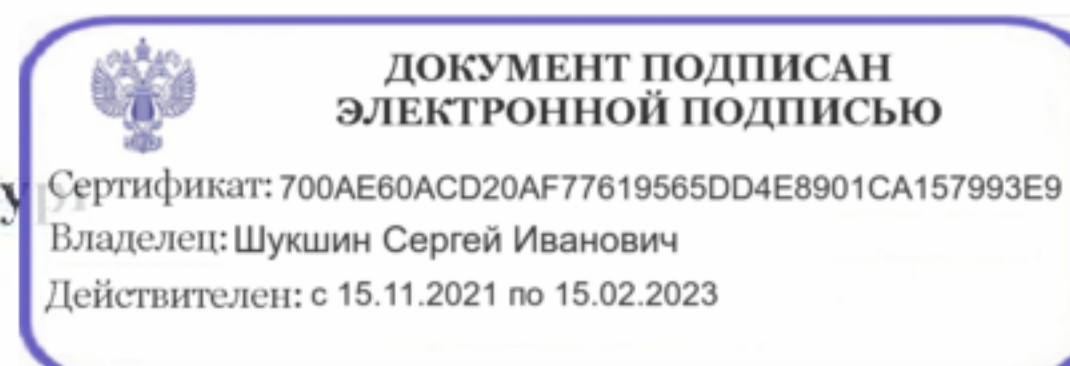 ДОКУМЕНТ ПОДПИСАН
ЭЛЕКТРОННОЙ ПОДПИСЬЮ
Сертификат: 700AE60ACD20AF77619565DD4E8901CA157993E9
Владелец: Шукшин Сергей Иванович
Действителен: с 15.11.2021 по 15.02.2023